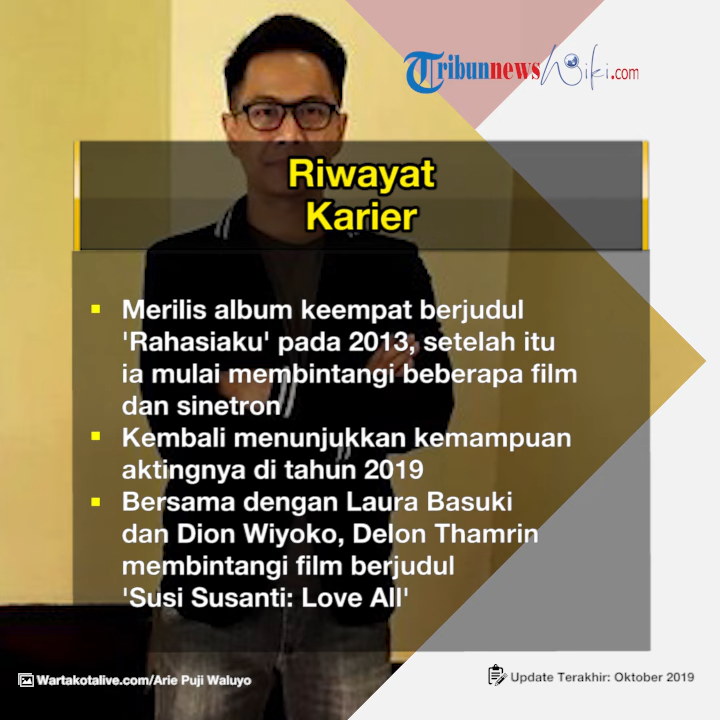 TribunnewsWiki.com
Riwayat
Karier
Merilis album keempat berjudul
'Rahasiaku' pada 2013, setelah itu
ia mulai membintangi beberapa film
dan sinetron
Kembali menunjukkan kemampuan
aktingnya di tahun 2019
Bersama dengan Laura Basuki
dan Dion Wiyoko, Delon Thamrin
membintangi film berjudul
'Susi Susanti: Love All'
Wartakotalive.com/Arie Puji Waluyo
Update Terakhir: Oktober 2019